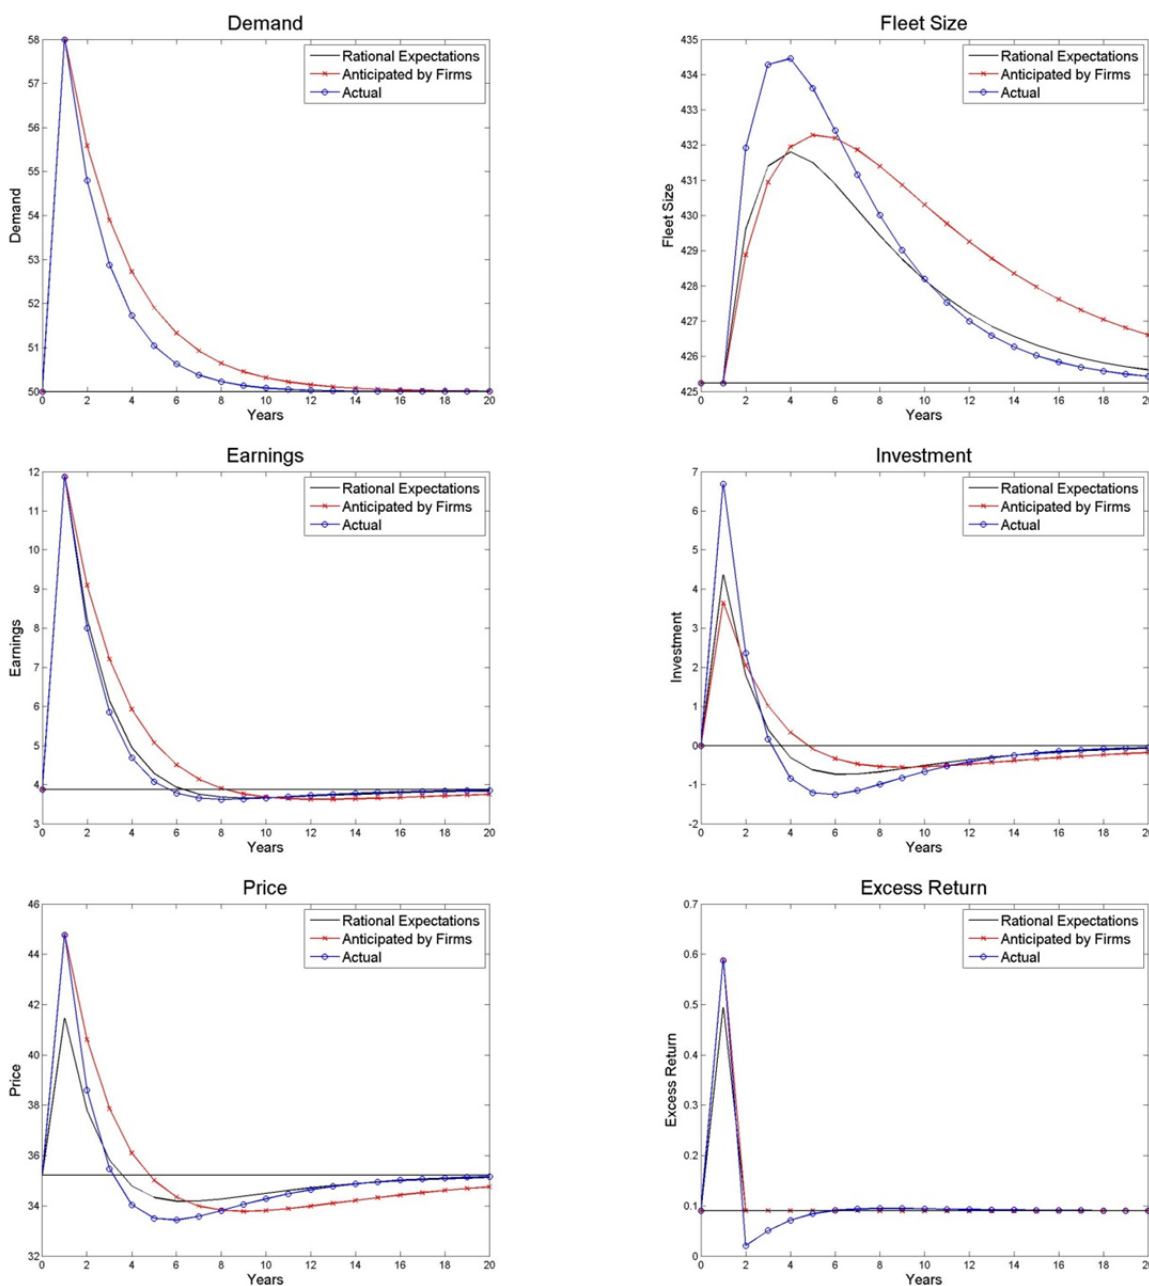 Demand
58
57
56
55
54
53
52
51
50
Demand
0 2 4 6 8 10 12 14 16 18 20
Years
Rational Expectations
Anticipated by Firms
Actual
Fleet Size
435
434
433
432
431
430
429
428
427
426
425
Fleet Size
0 2 4 6 8 10 12 14 16 18 20
Years
Rational Expectations
Anticipated by Firms
Actual
Earnings
12
11
10
9
8
7
6
5
4
3
Earnings
0 2 4 6 8 10 12 14 16 18 20
Years
Rational Expectations
Anticipated by Firms
Actual
Investment
7
6
5
4
3
2
1
0
-1
-2
Investment
0 2 4 6 8 10 12 14 16 18 20
Years
Rational Expectations
Anticipated by Firms
Actual
Price
46
44
42
40
38
36
34
32
Price
0 2 4 6 8 10 12 14 16 18 20
Years
Rational Expectations
Anticipated by Firms
Actual
Excess Return
0.7
0.6
0.5
0.4
0.3
0.2
0.1
0
Excess Return
0 2 4 6 8 10 12 14 16 18 20
Years
Rational Expectations
Anticipated by Firms
Actual